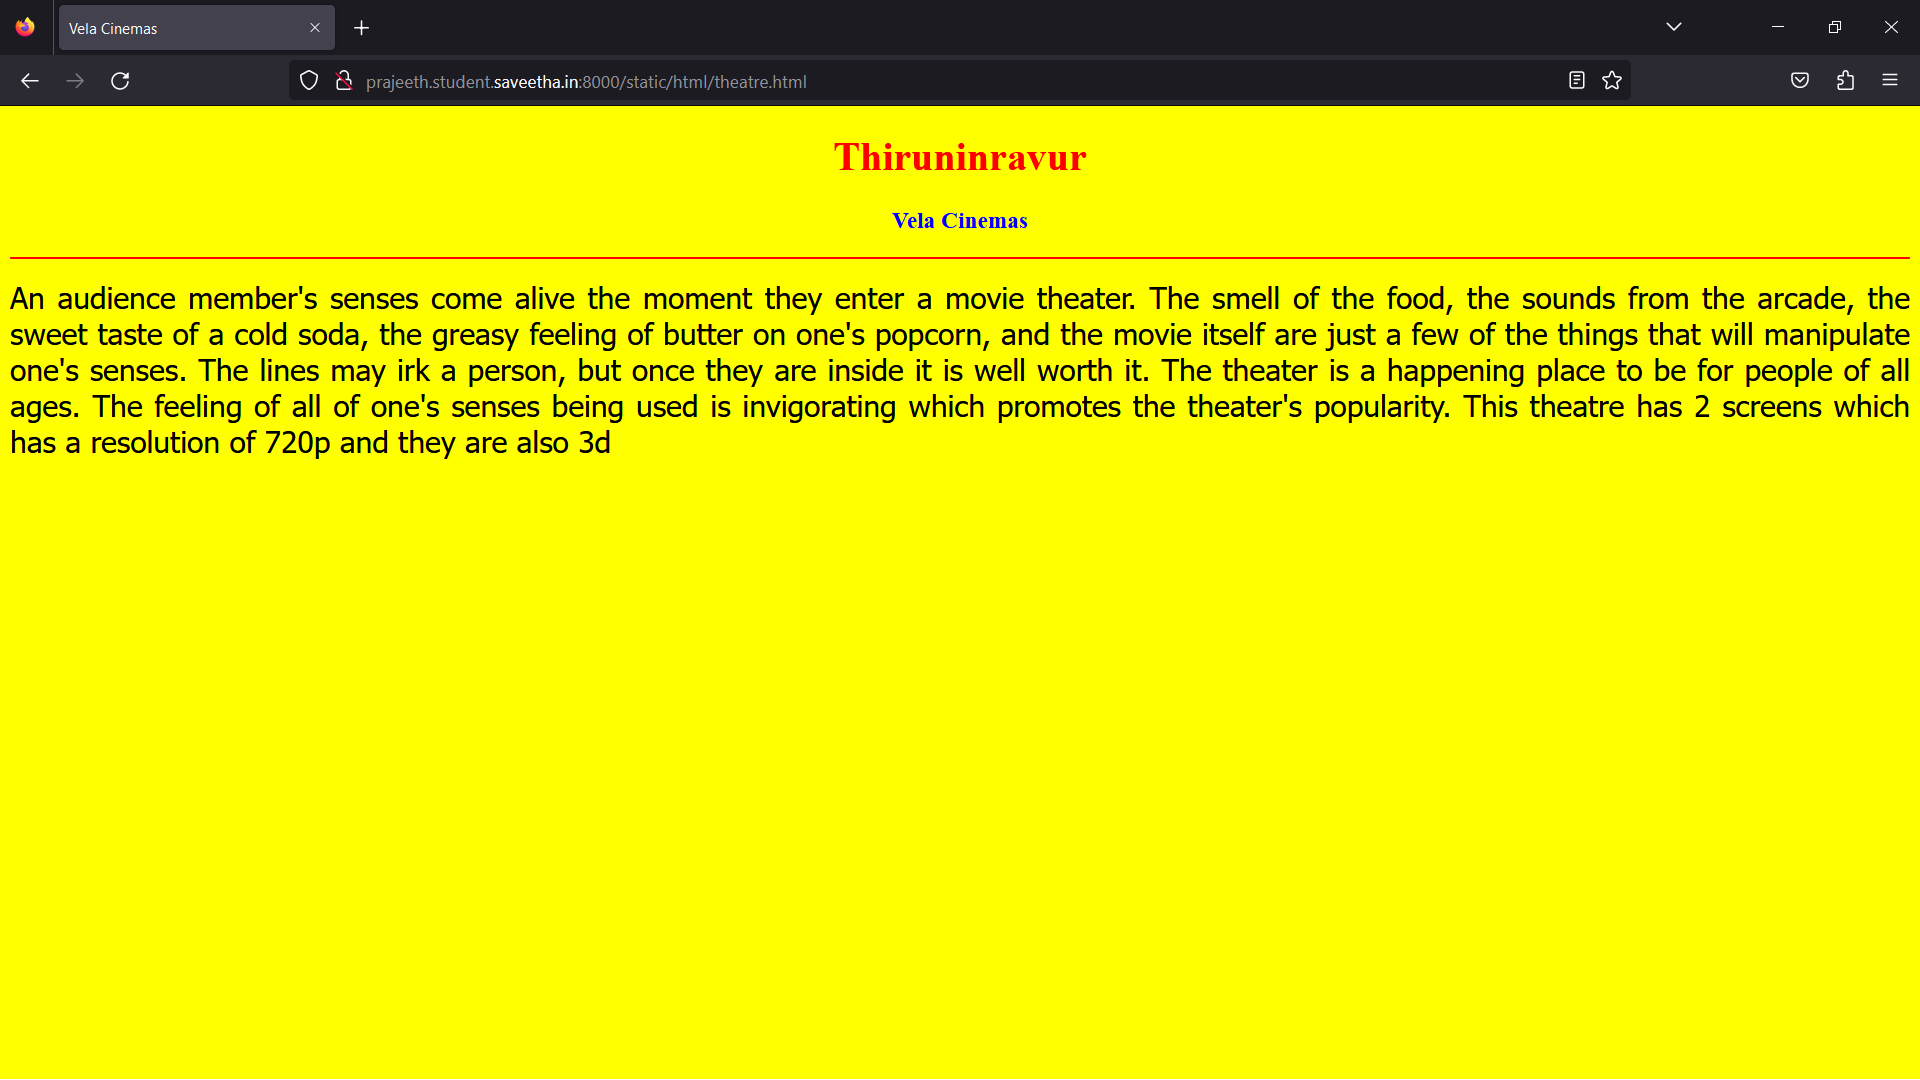 Vela Cinemas
prajeeth.student.saveetha.in:8000/static/html/theatre.html
Thiruninravur
Vela Cinemas
An audience member's senses come alive the moment they enter a movie theater. The smell of the food, the sounds from the arcade, the
sweet taste of a cold soda, the greasy feeling of butter on one's popcorn, and the movie itself are just a few of the things that will manipulate
one's senses. The lines may irk a person, but once they are inside it is well worth it. The theater is a happening place to be for people of all
ages. The feeling of all of one's senses being used is invigorating which promotes the theater's popularity. This theatre has 2 screens which
has a resolution of 720p and they are also 3d